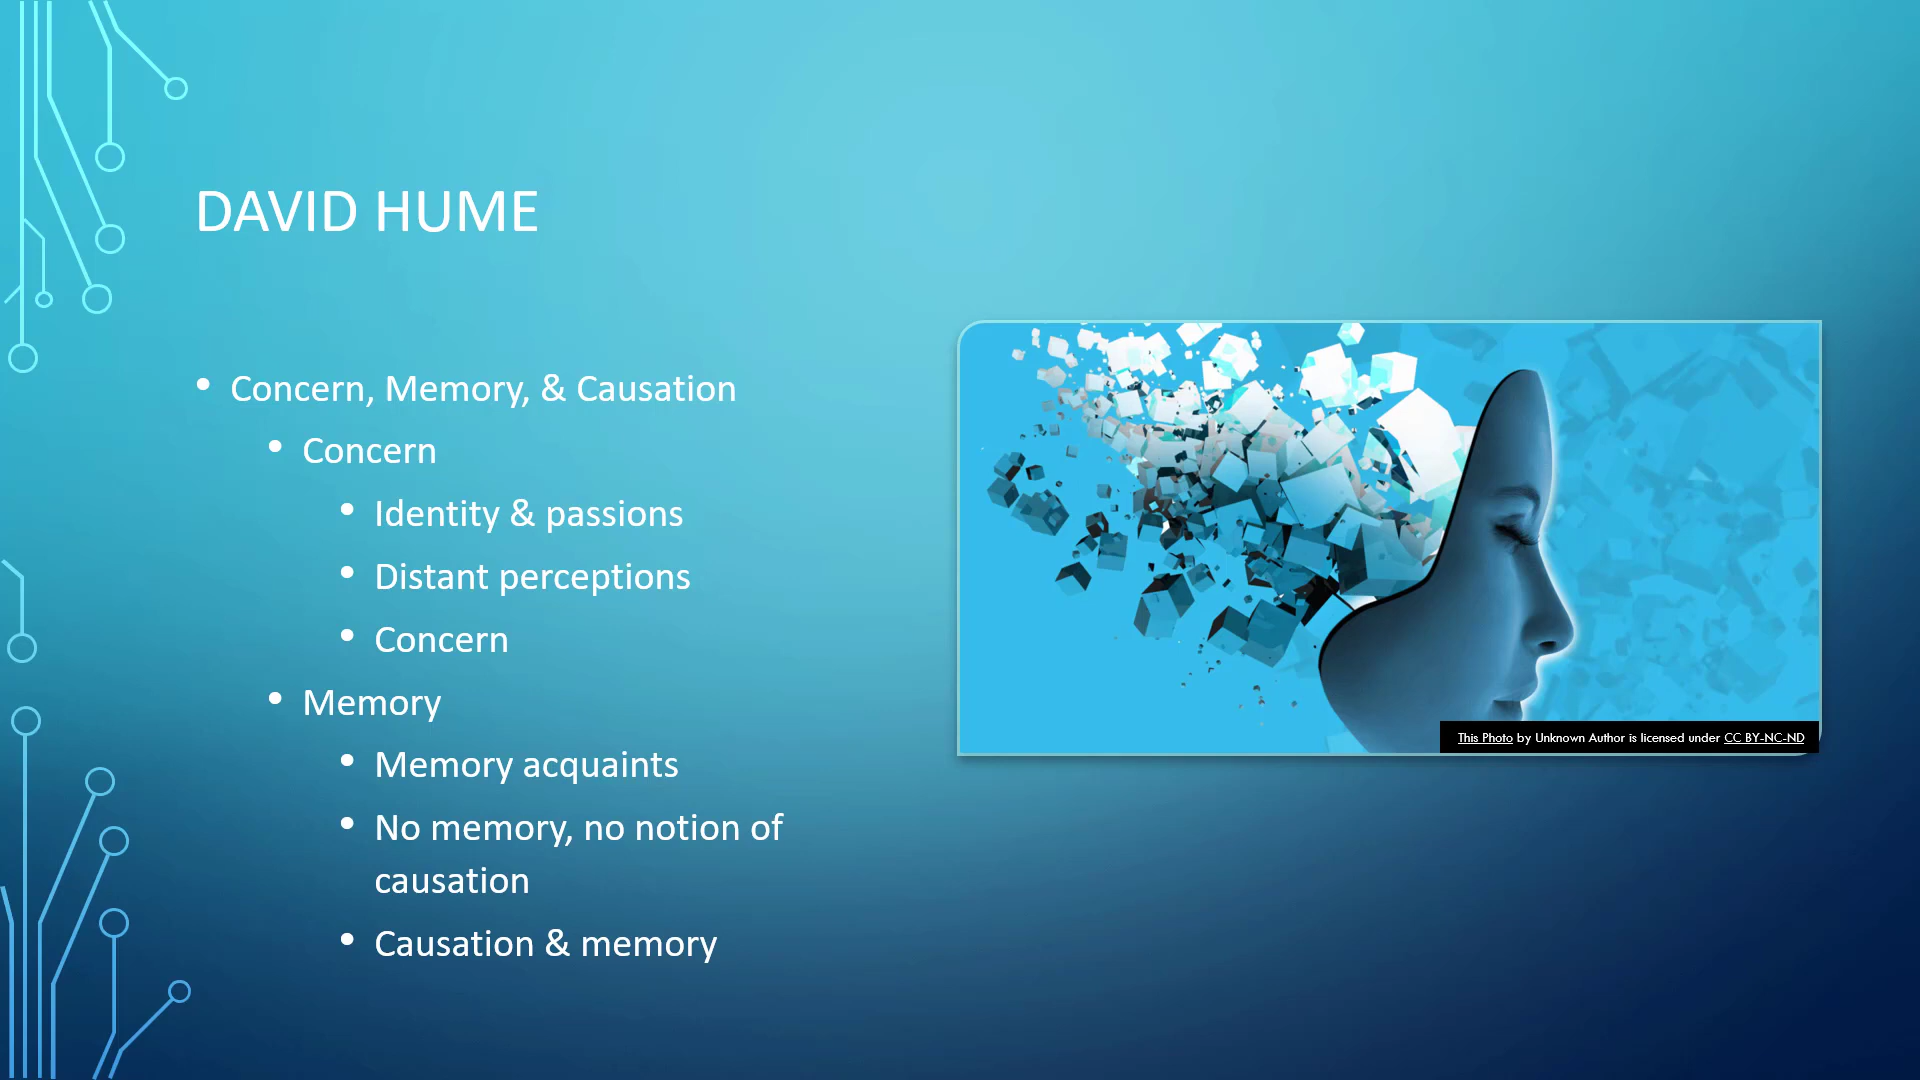 DAVID HUME
• Concern, Memory, & Causation
• Concern
• Identity & passions
• Distant perceptions
• Concern
• Memory
• Memory acquaints
• No memory, no notion of
causation
• Causation & memory
This Photo by Unknown Author is licensed under CC BY-NC-ND